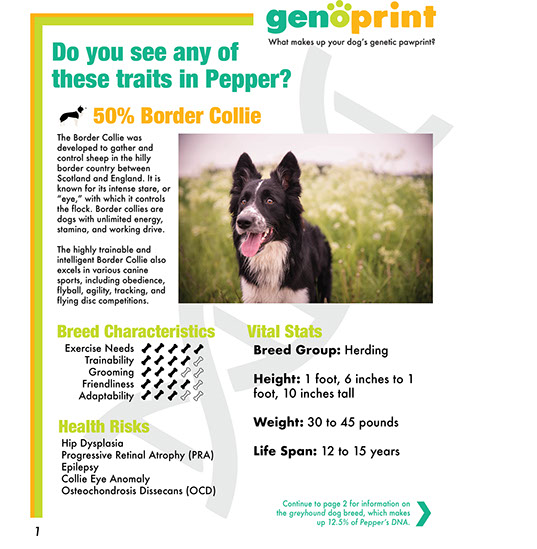 genoprint
What makes up your dog's genetic pawprint?
Do you see any of
these traits in Pepper?
50% Border Collie
The Border Collie was
developed to gather and
control sheep in the hilly
border country between
Scotland and England. It is
known for its intense stare, or
"eye," with which it controls
the flock. Border collies are
dogs with unlimited energy,
stamina, and working drive.
The highly trainable and
intelligent Border Collie also
excels in various canine
sports, including obedience,
flyball, agility, tracking, and
flying disc competitions.
Breed Characteristics
Exercise Needs
Trainability
Grooming
Friendliness
Adaptability
Health Risks
Hip Dysplasia
Progressive Retinal Atrophy (PRA)
Epilepsy
Collie Eye Anomaly
Osteochondrosis Dissecans (OCD)
Vital Stats
Breed Group: Herding
Height: 1 foot, 6 inches to 1
foot, 10 inches tall
Weight: 30 to 45 pounds
Life Span: 12 to 15 years
Continue to page 2 for information on
the greyhound dog breed, which makes
up 12.5% of Pepper's DNA.
1